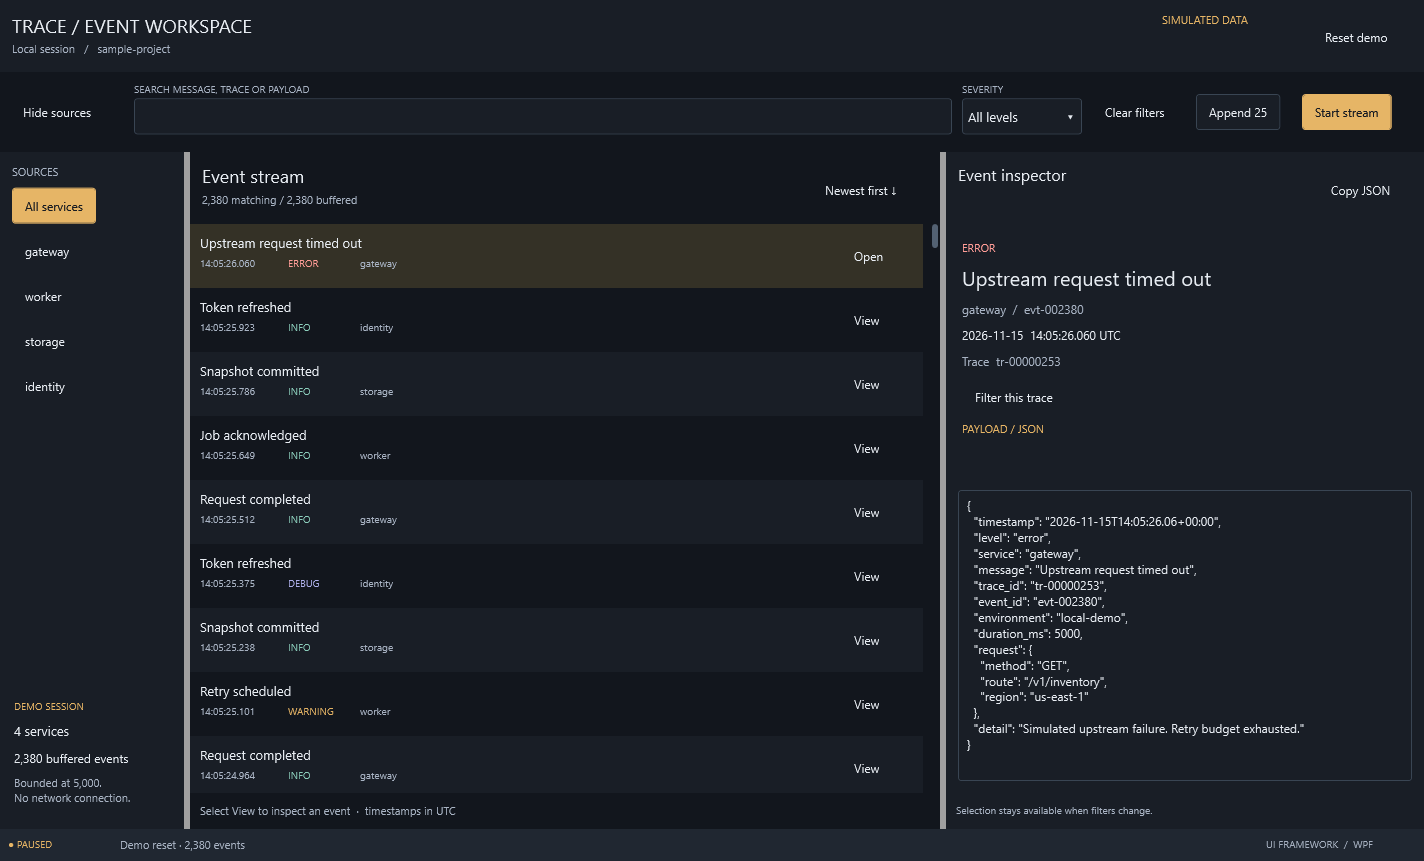 TRACE / EVENT WORKSPACE
Local session / sample-project
SIMULATED DATA
Reset demo
Hide sources
SEARCH MESSAGE, TRACE OR PAYLOAD
SEVERITY
All levels
Clear filters
Append 25
Start stream
SOURCES
All services
gateway
worker
storage
identity
DEMO SESSION
4 services
2,380 buffered events
Bounded at 5,000.
No network connection.
Event stream
2,380 matching / 2,380 buffered
Newest first ↓
Upstream request timed out
14:05:26.060 ERROR gateway
Open
Token refreshed
14:05:25.923 INFO identity
View
Snapshot committed
14:05:25.786 INFO storage
View
Job acknowledged
14:05:25.649 INFO worker
View
Request completed
14:05:25.512 INFO gateway
View
Token refreshed
14:05:25.375 DEBUG identity
View
Snapshot committed
14:05:25.238 INFO storage
View
Retry scheduled
14:05:25.101 WARNING worker
View
Request completed
14:05:24.964 INFO gateway
View
Select View to inspect an event · timestamps in UTC
Event inspector
Copy JSON
ERROR
Upstream request timed out
gateway / evt-002380
2026-11-15 14:05:26.060 UTC
Trace tr-00000253
Filter this trace
PAYLOAD / JSON
{
"timestamp": "2026-11-15T14:05:26.06+00:00",
"level": "error",
"service": "gateway",
"message": "Upstream request timed out",
"trace_id": "tr-00000253",
"event_id": "evt-002380",
"environment": "local-demo",
"duration_ms": 5000,
"request": {
"method": "GET",
"route": "/v1/inventory",
"region": "us-east-1"
},
"detail": "Simulated upstream failure. Retry budget exhausted."
}
Selection stays available when filters change.
● PAUSED
Demo reset · 2,380 events
UI FRAMEWORK / WPF